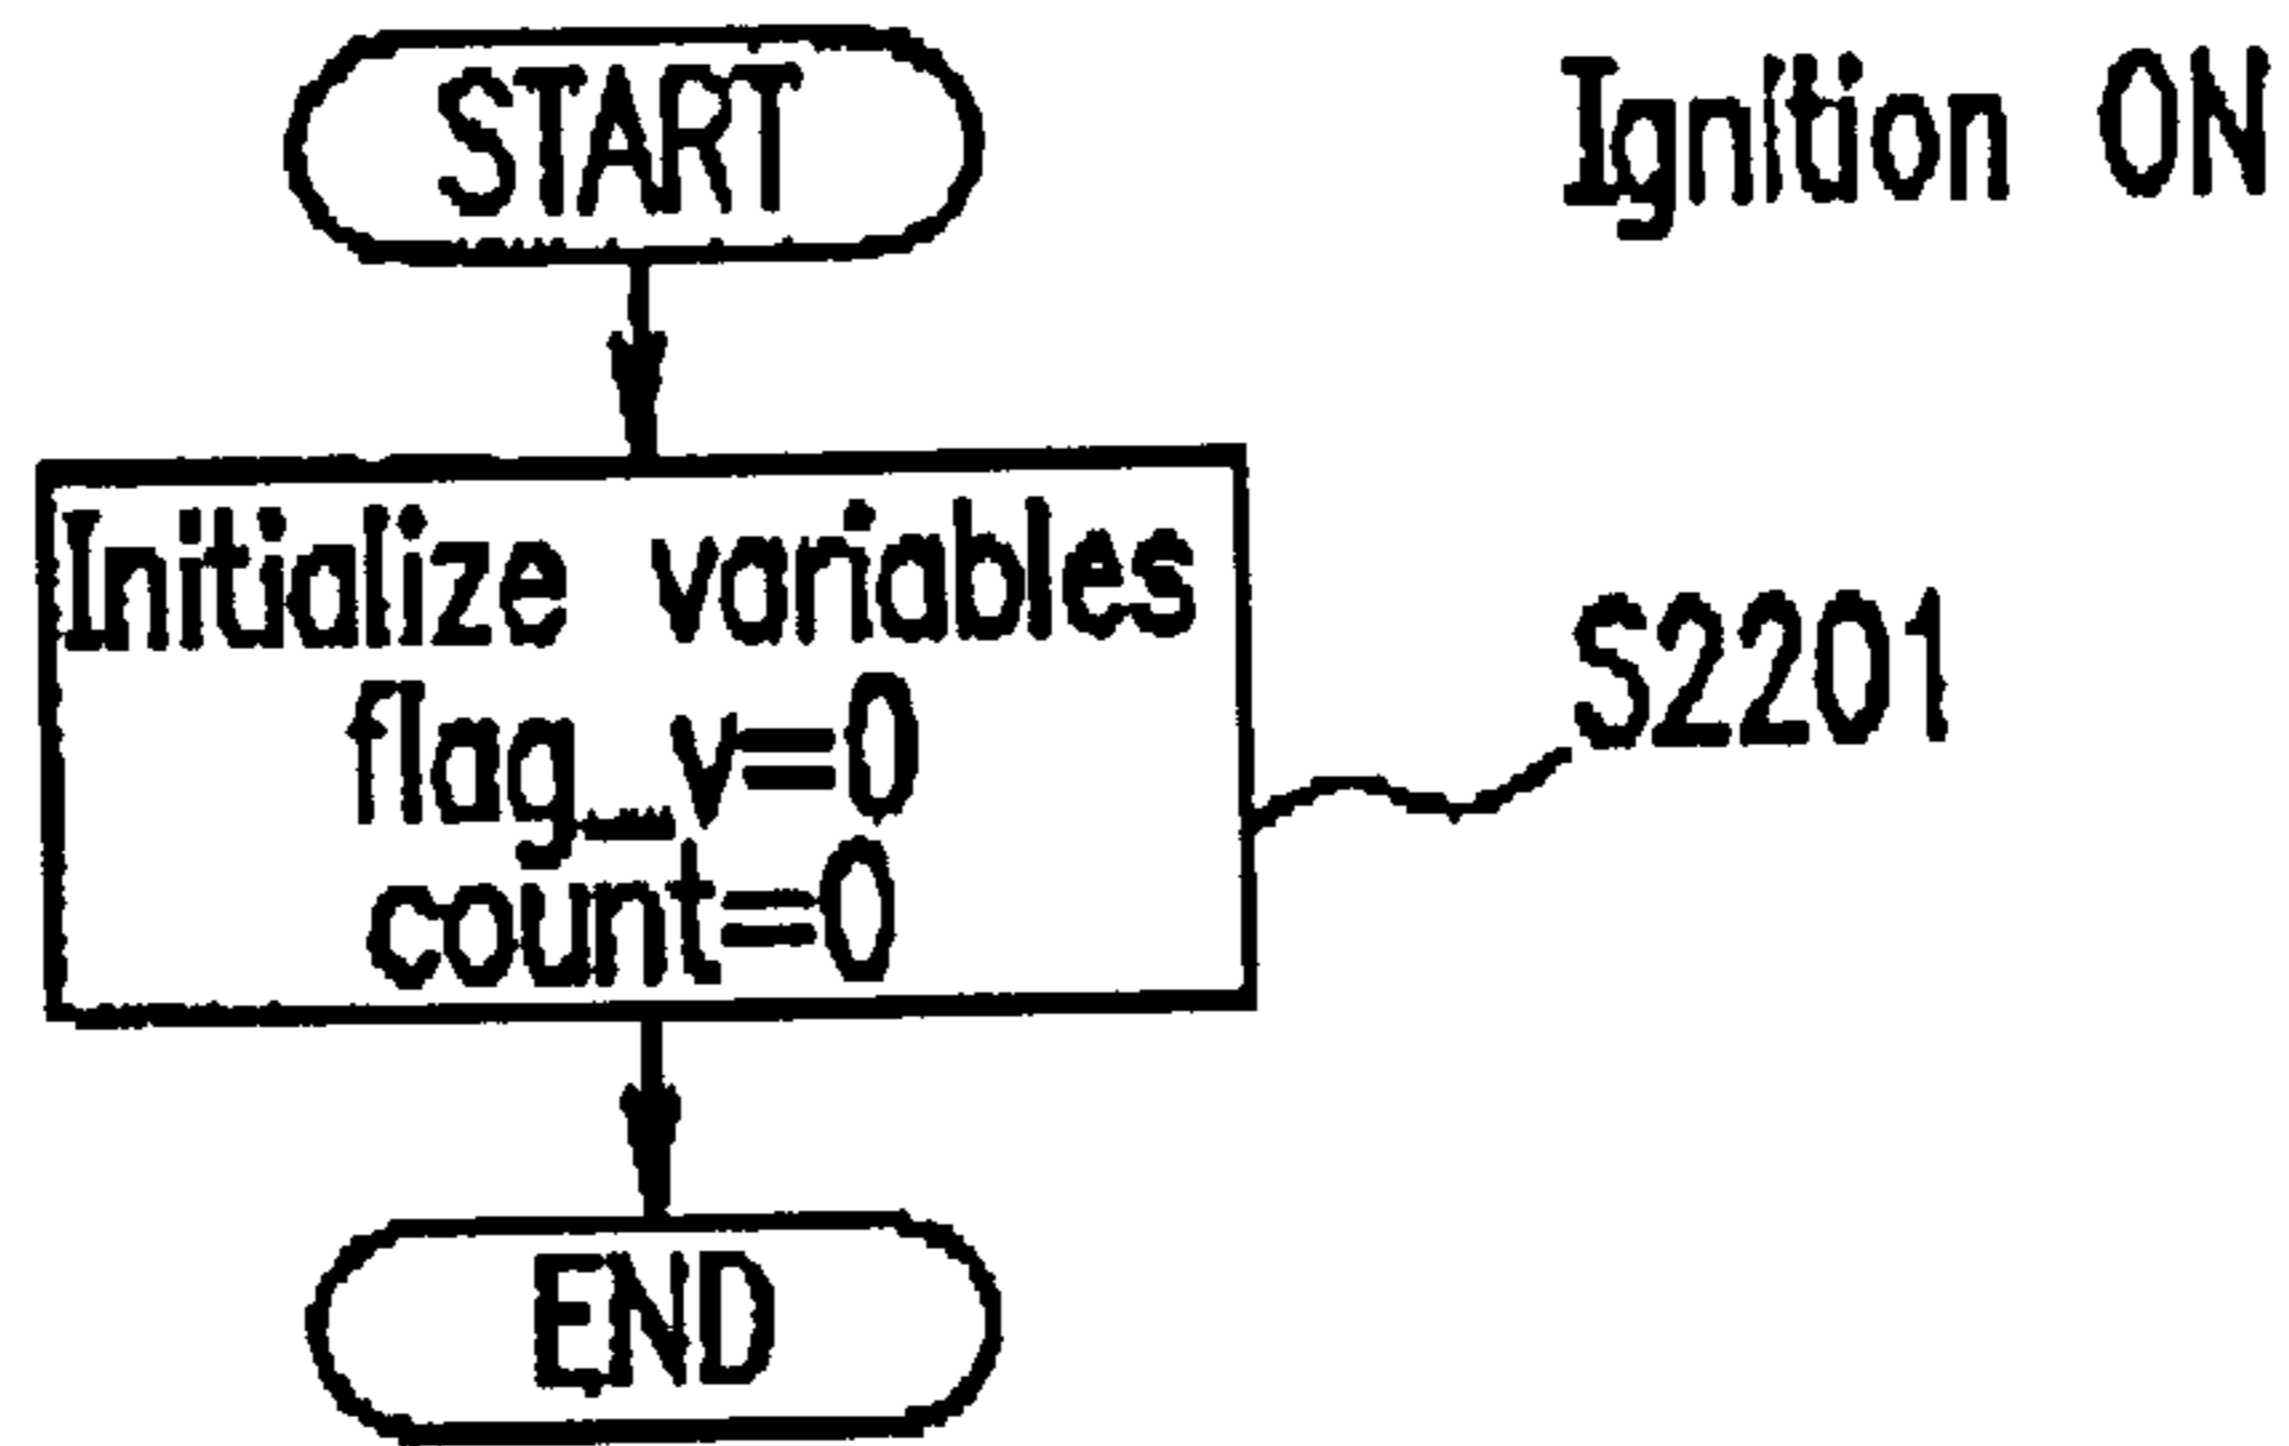 START
Ignition ON
Initialize variables
flag_v=0
count=0
S2201
END